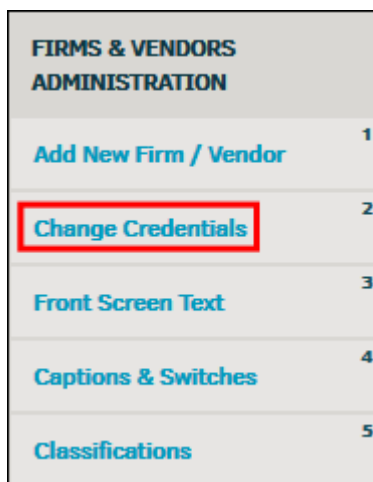 FIRMS & VENDORS
ADMINISTRATION
Add New Firm / Vendor 1
Change Credentials 2
Front Screen Text 3
Captions & Switches 4
Classifications 5